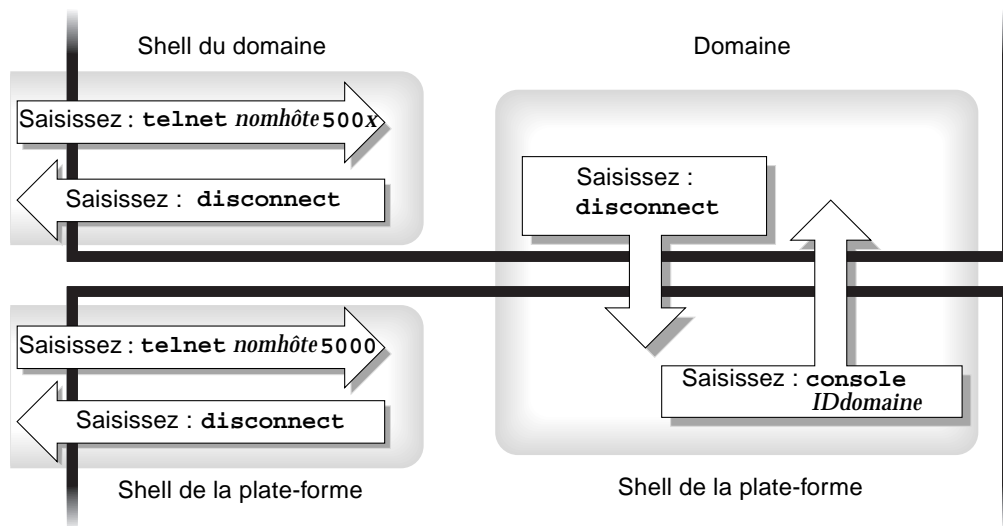 Shell du domaine
Domaine
Saisissez : telnet nomhôte 500x
Saisissez : disconnect
Saisissez :
disconnect
Saisissez : telnet nomhôte 5000
Saisissez : disconnect
Saisissez : console
IDdomaine
Shell de la plate-forme
Shell de la plate-forme